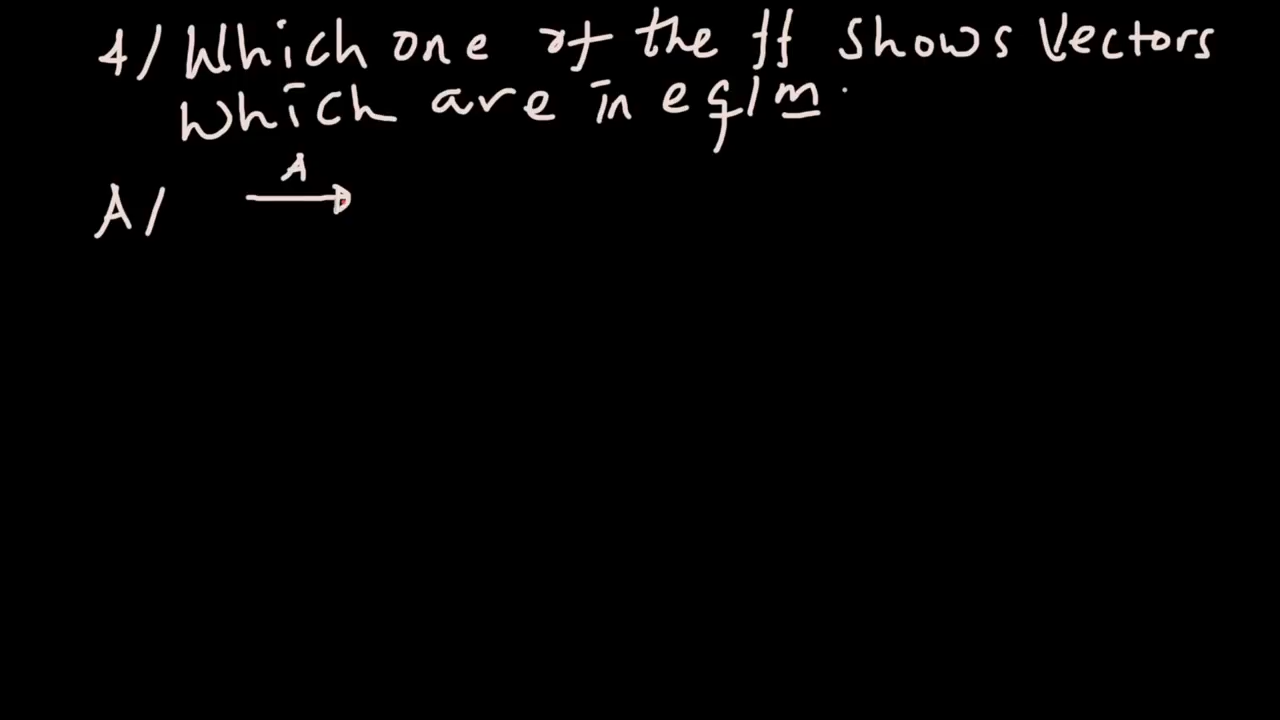 4/ Which one of the ff shows Vectors
which are in eq/m.
A
A/